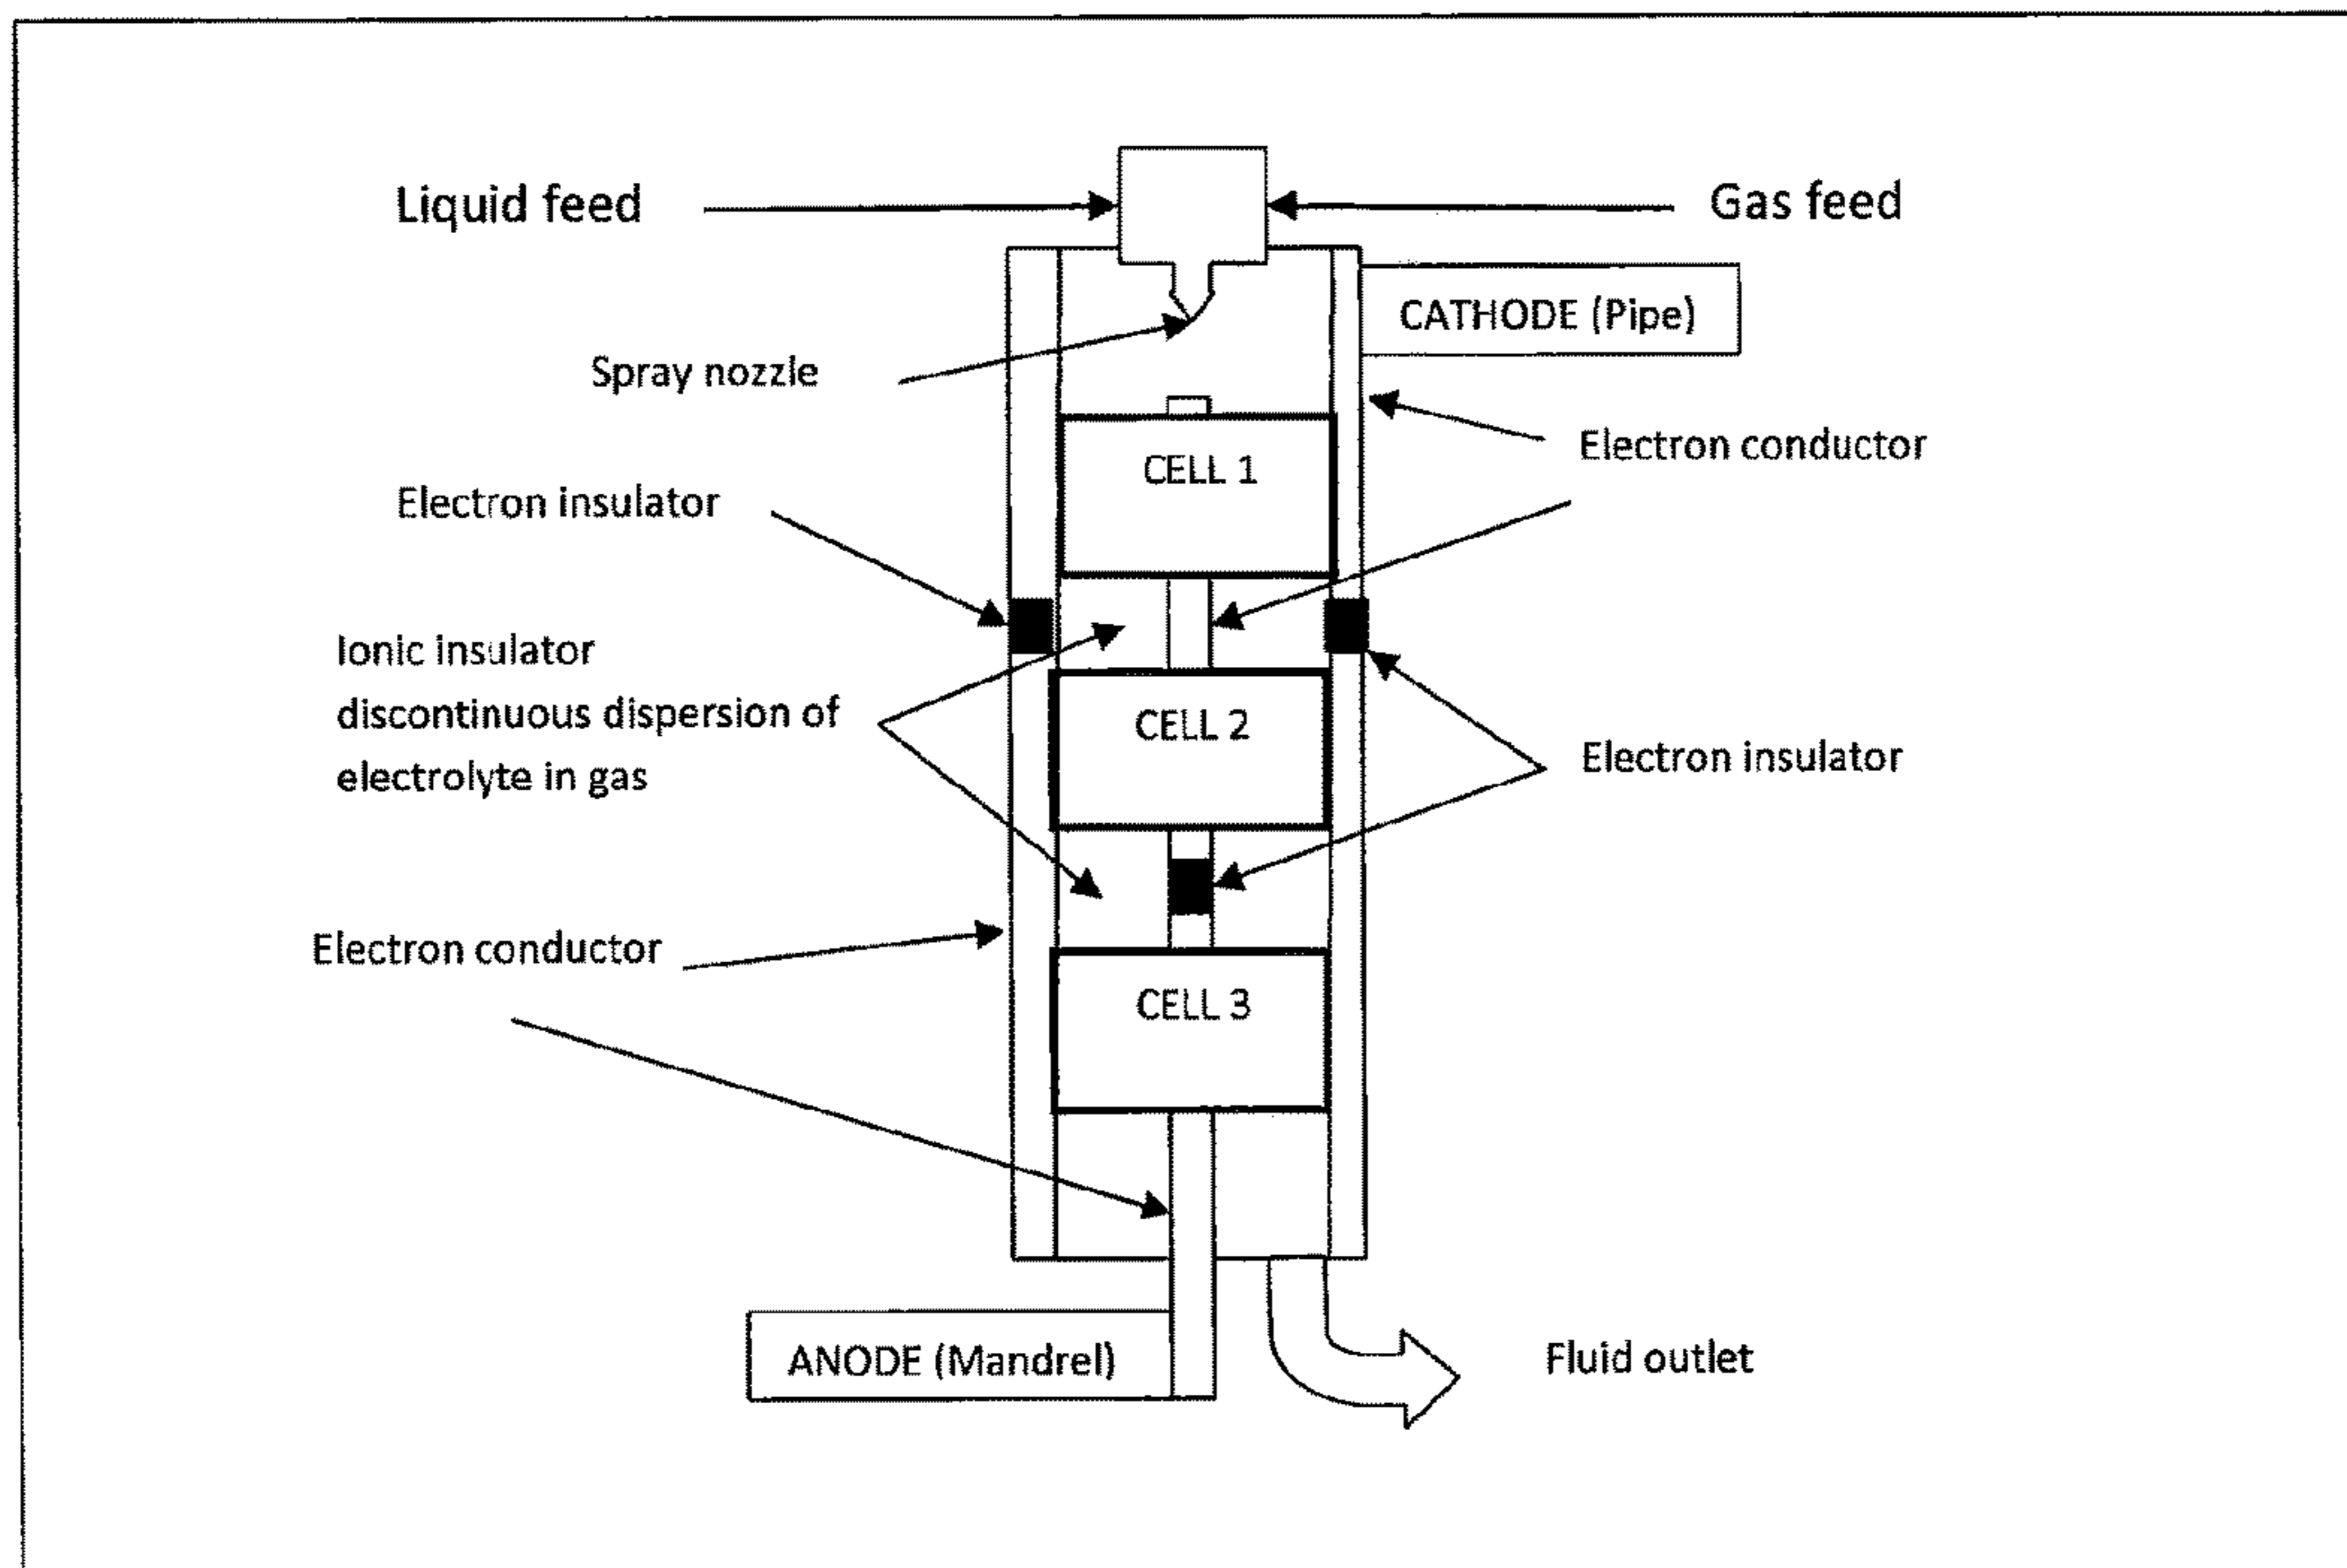 Liquid feed
Gas feed
CATHODE (Pipe)
Spray nozzle
Electron conductor
CELL 1
Electron insulator
Ionic insulator
discontinuous dispersion of
electrolyte in gas
CELL 2
Electron insulator
Electron conductor
CELL 3
ANODE (Mandrel)
Fluid outlet